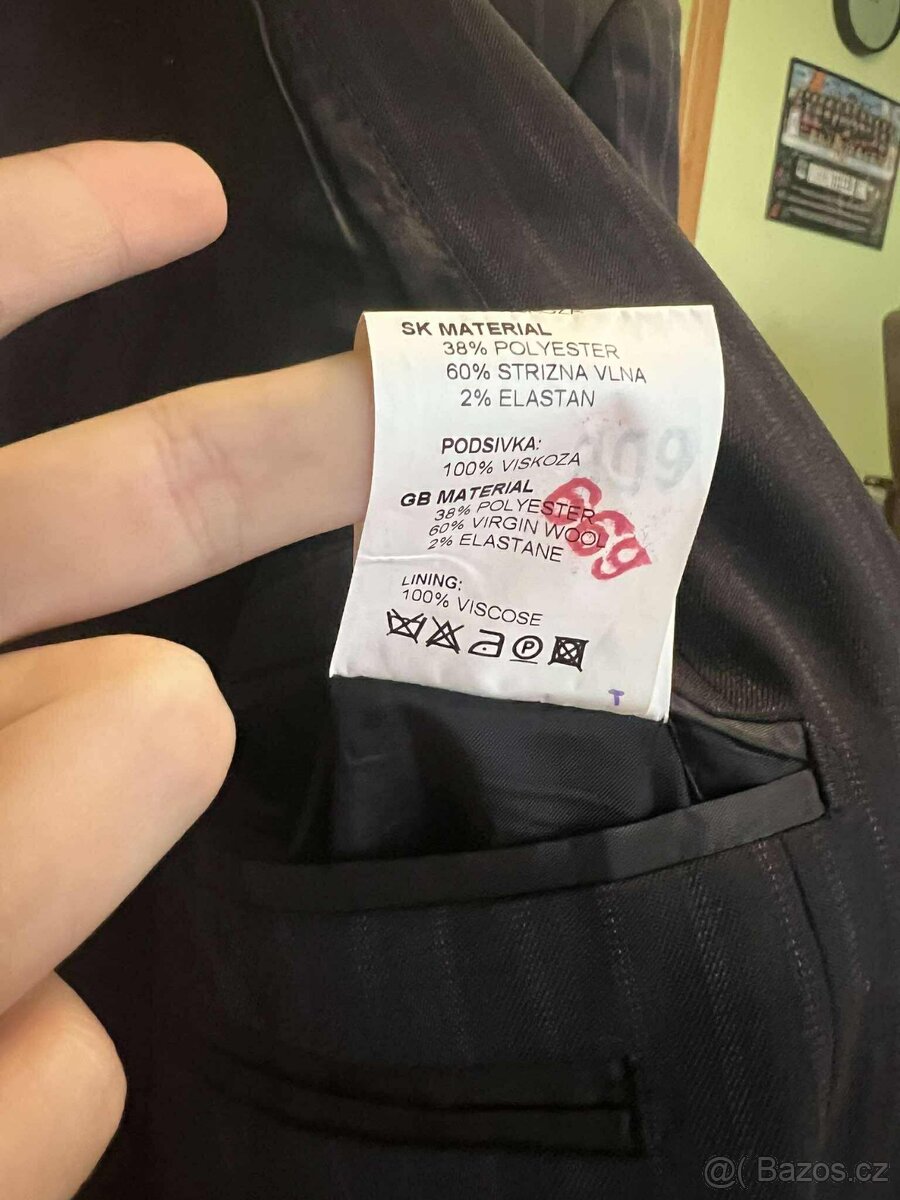 SK MATERIAL
38% POLYESTER
60% STRIZNA VLNA
2% ELASTAN
PODSIVKA:
100% VISKOZA
GB MATERIAL
38% POLYESTER
60% VIRGIN WOOL
2% ELASTANE
LINING:
100% VISCOSE
P
T
@( Bazos.cz